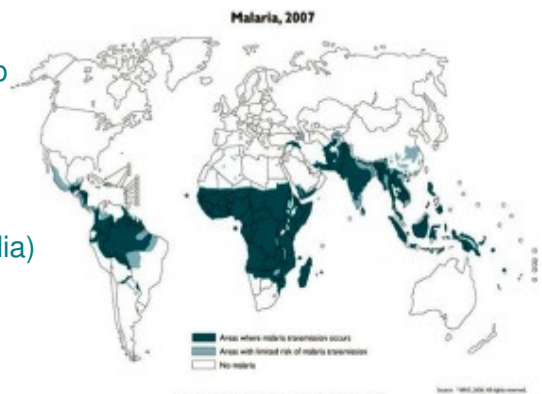 Malaria, 2007
o
lia)
Areas where malaria transmission occurs
Areas with limited risk of malaria transmission
No malaria